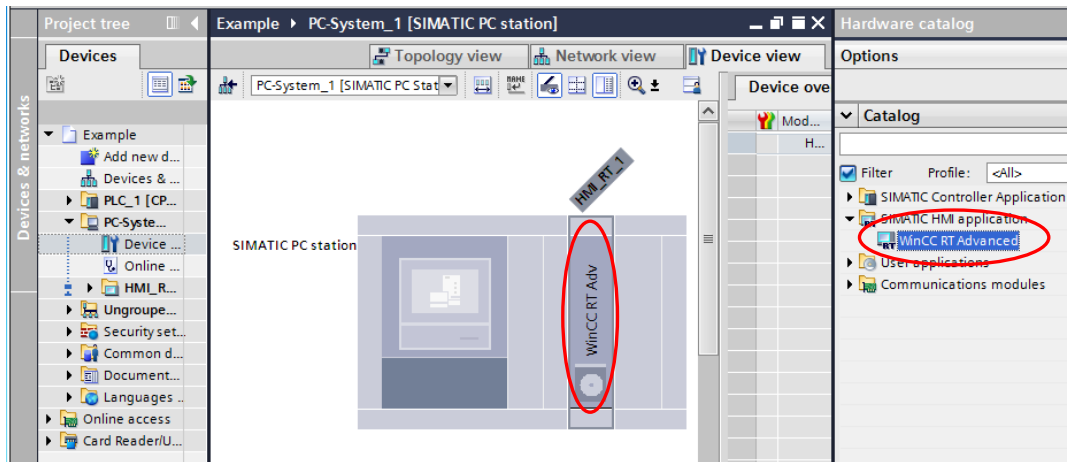 Project tree
Devices
Devices & networks
Example
Add new d...
Devices & ...
PLC_1 [CP...
PC-Syste...
Device ...
Online ...
HMI_R...
Ungroupe...
Security set...
Common d...
Document...
Languages ..
Online access
Card Reader/U...
Example PC-System_1 [SIMATIC PC station]
Topology view
Network view
Device view
PC-System_1 [SIMATIC PC Stat
NAME
HMI_RT_1
SIMATIC PC station
WinCC RT Adv
Device ove
Mod...
H...
Hardware catalog
Options
Catalog
Filter Profile: <All>
SIMATIC Controller Application
SIMATIC HMI application
RT
WinCC RT Advanced
User applications
Communications modules